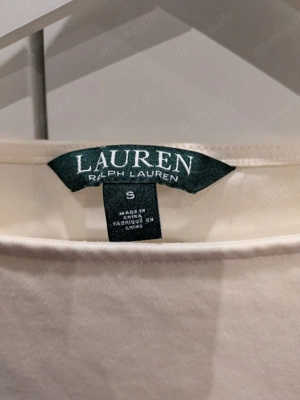 LAUREN
RALPH LAUREN
S
MADE IN
CHINA
FABRIQUÉ EN
CHINE